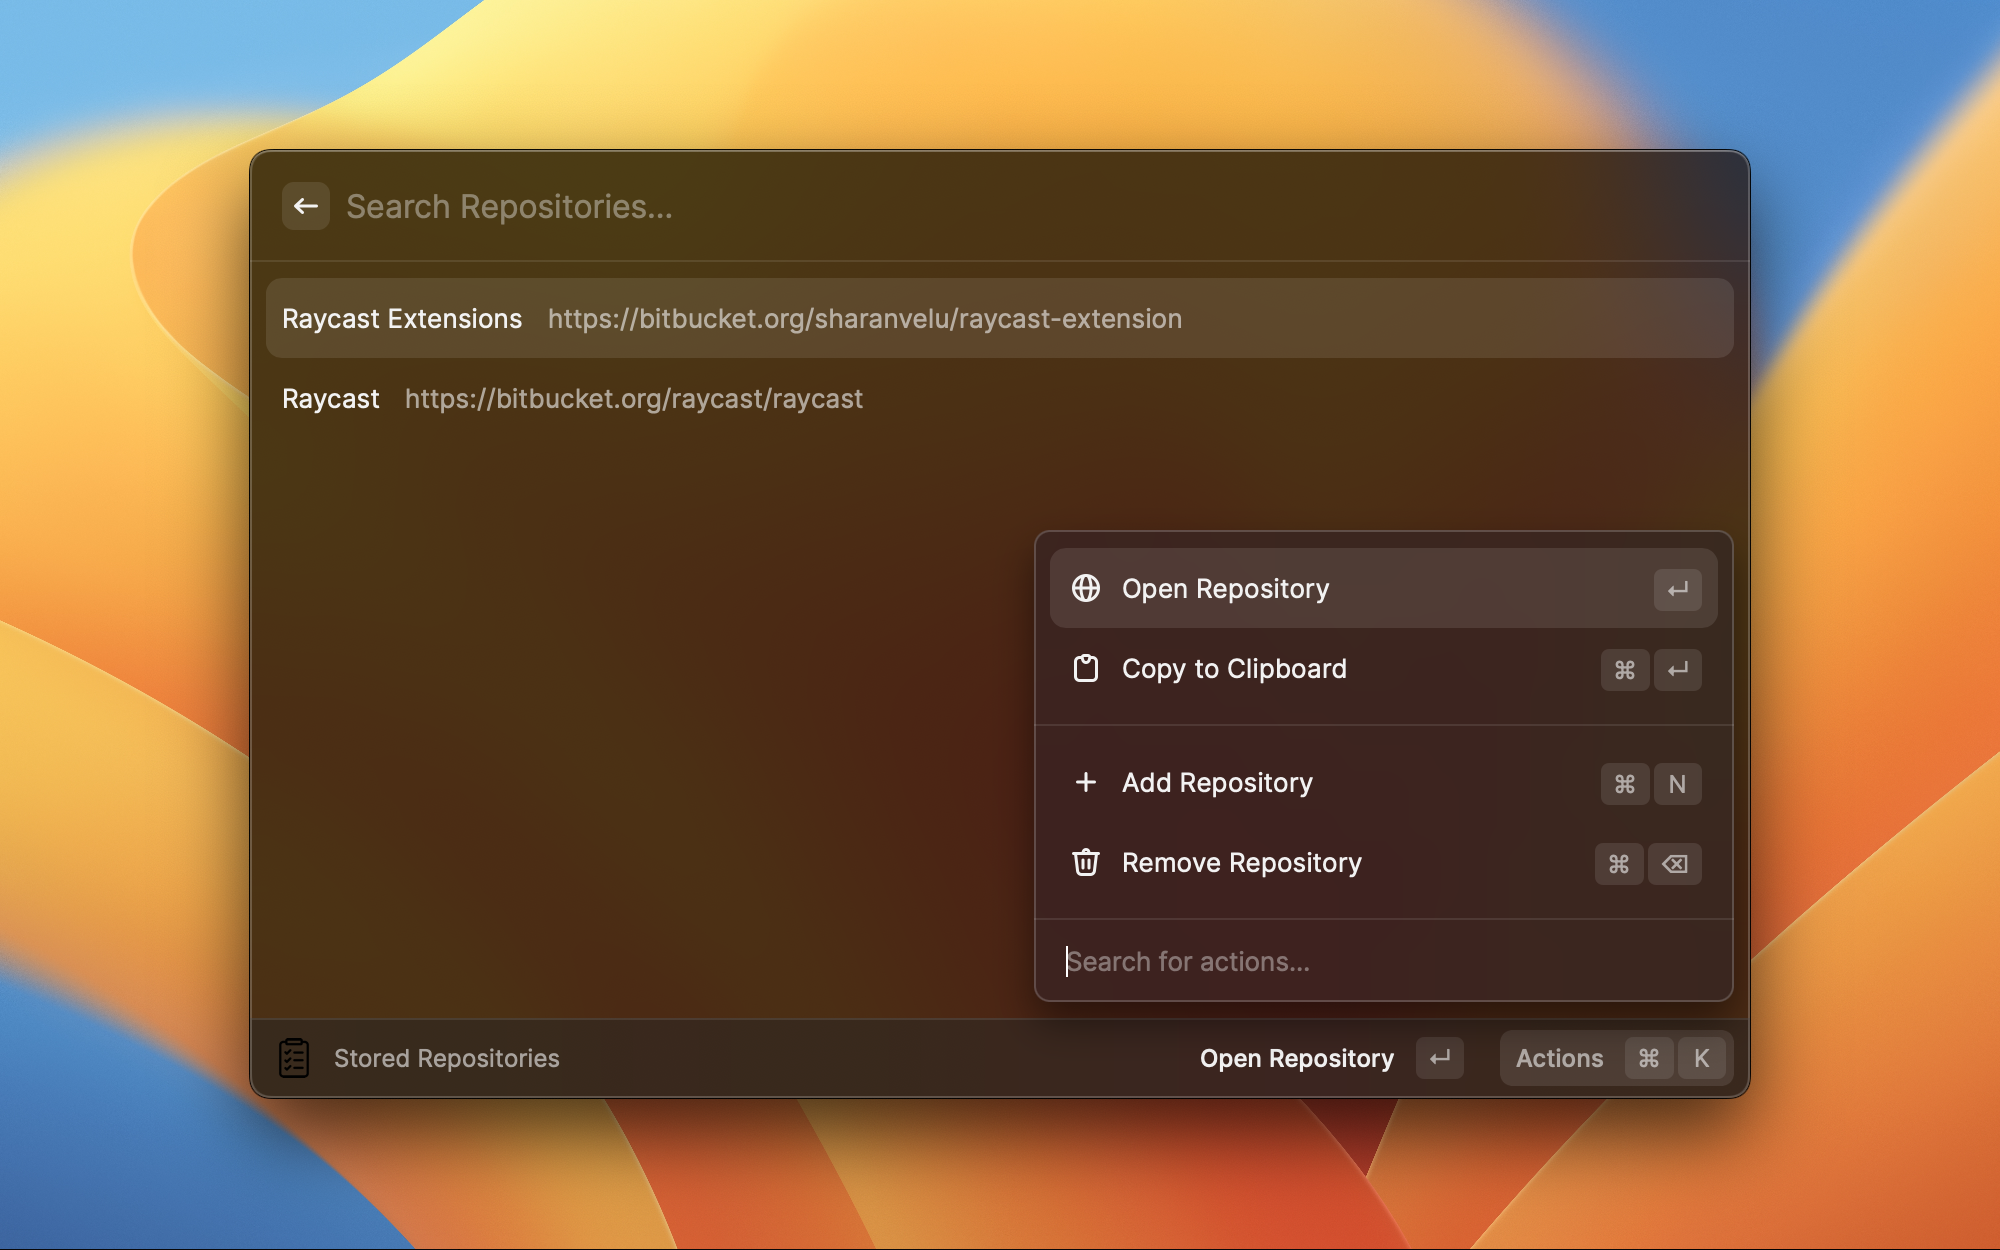 Search Repositories...
Raycast Extensions https://bitbucket.org/sharanvelu/raycast-extension
Raycast https://bitbucket.org/raycast/raycast
Open Repository ↵
Copy to Clipboard ⌘ ↵
Add Repository ⌘ N
Remove Repository ⌘ ⌫
Search for actions...
Stored Repositories Open Repository ↵ Actions ⌘ K